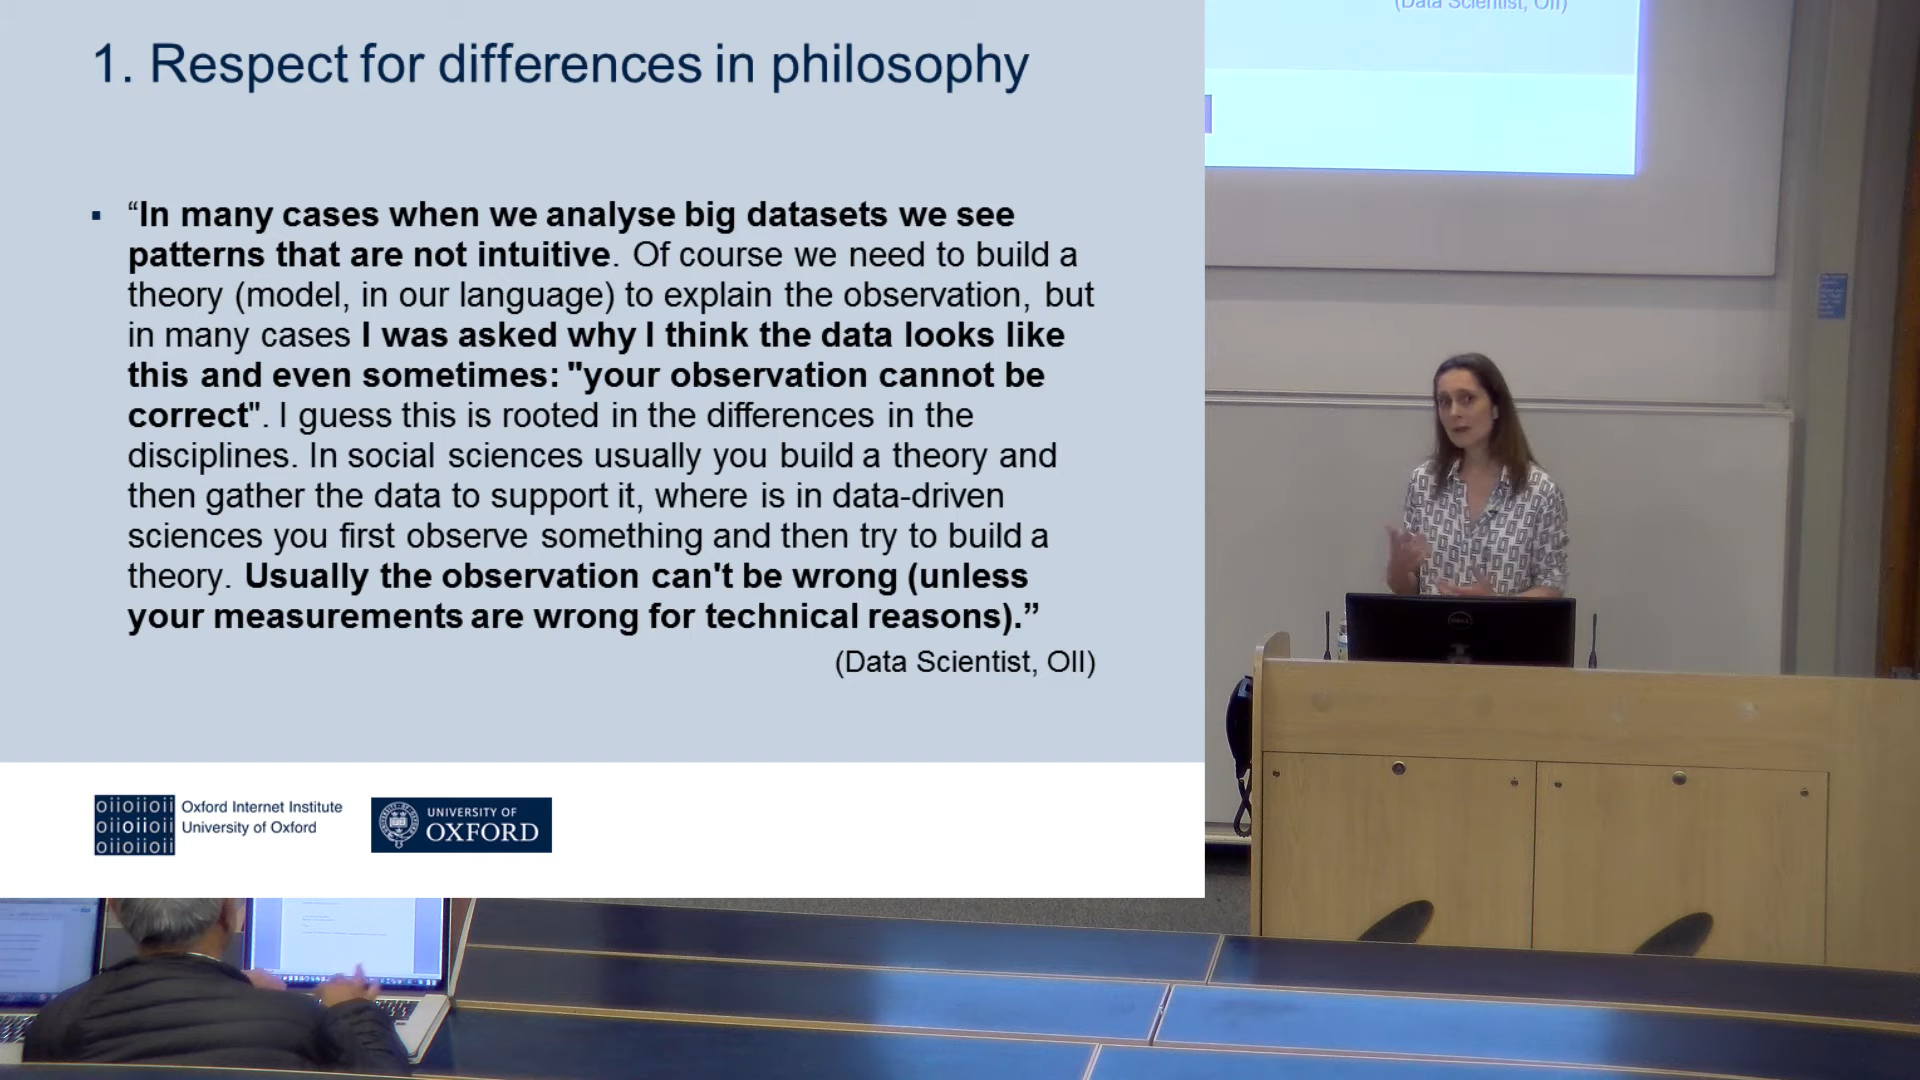 1. Respect for differences in philosophy
“In many cases when we analyse big datasets we see
patterns that are not intuitive. Of course we need to build a
theory (model, in our language) to explain the observation, but
in many cases I was asked why I think the data looks like
this and even sometimes: "your observation cannot be
correct". I guess this is rooted in the differences in the
disciplines. In social sciences usually you build a theory and
then gather the data to support it, where is in data-driven
sciences you first observe something and then try to build a
theory. Usually the observation can't be wrong (unless
your measurements are wrong for technical reasons).”
(Data Scientist, OII)
oiioiioii
oiioiioii
oiioiioii
Oxford Internet Institute
University of Oxford
UNIVERSITY OF
OXFORD
(Data Scientist, OII)
DELL